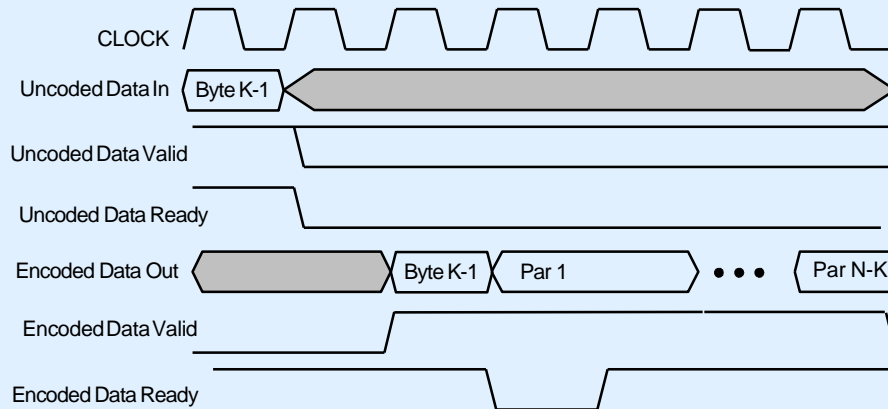 CLOCK
Uncoded Data In Byte K-1
Uncoded Data Valid
Uncoded Data Ready
Encoded Data Out Byte K-1 Par 1 • • • Par N-K
Encoded Data Valid
Encoded Data Ready